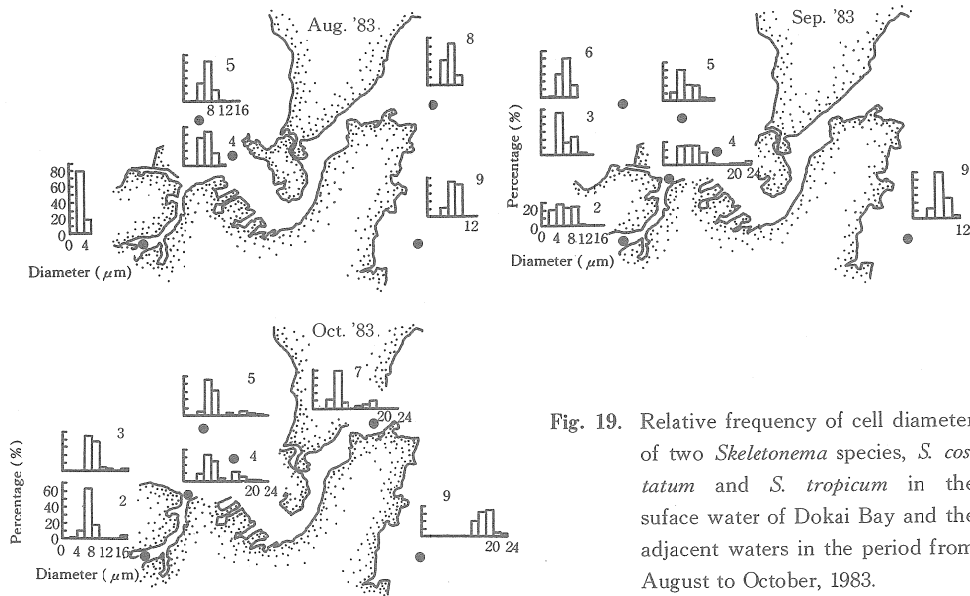 Aug. '83
5
8 12 16
4
8
9
12
80
60
40
20
0
0 4
Diameter (μm)
Sep. '83
Percentage (%)
6
5
3
4
20 24
9
12
20
0
2
0 4 8 12 16
Diameter (μm)
Oct. '83
Percentage (%)
5
7
20 24
3
4
20 24
2
60
40
20
0
0 4 8 12 16
9
20 24
Diameter (μm)
Fig. 19. Relative frequency of cell diameter
of two Skeletonema species, S. cos
tatum and S. tropicum in the
suface water of Dokai Bay and the
adjacent waters in the period from
August to October, 1983.